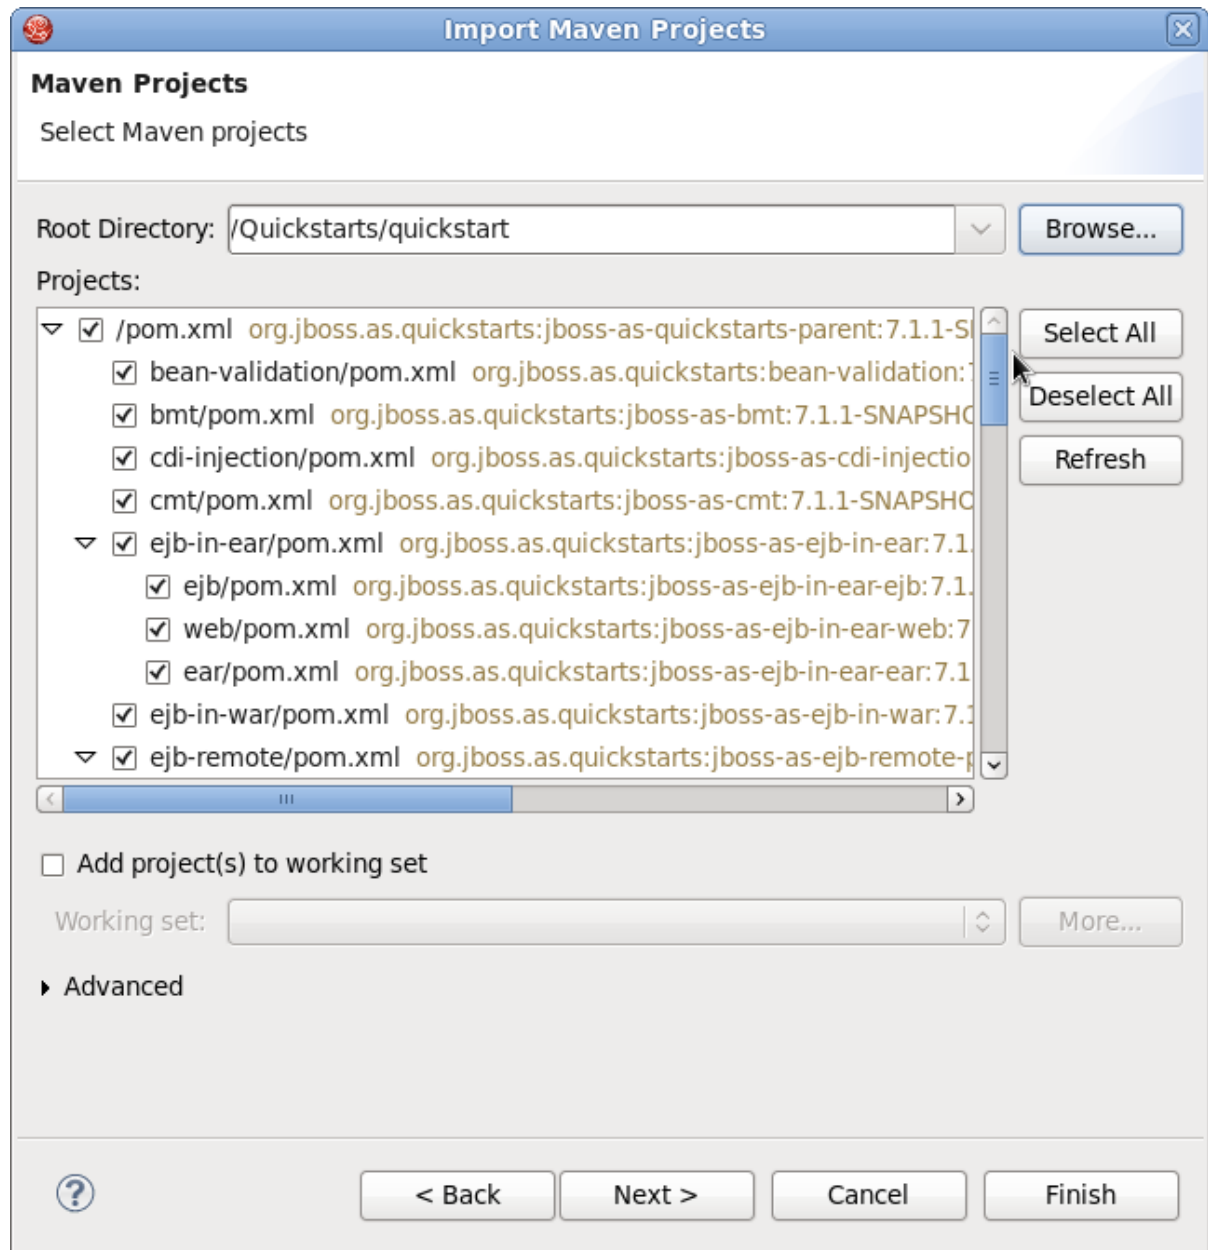 Import Maven Projects
Maven Projects
Select Maven projects
Root Directory: /Quickstarts/quickstart Browse...
Projects:
/pom.xml org.jboss.as.quickstarts:jboss-as-quickstarts-parent:7.1.1-S
Select All
bean-validation/pom.xml org.jboss.as.quickstarts:bean-validation:
Deselect All
bmt/pom.xml org.jboss.as.quickstarts:jboss-as-bmt:7.1.1-SNAPSHO
cdi-injection/pom.xml org.jboss.as.quickstarts:jboss-as-cdi-injectio
Refresh
cmt/pom.xml org.jboss.as.quickstarts:jboss-as-cmt:7.1.1-SNAPSHO
ejb-in-ear/pom.xml org.jboss.as.quickstarts:jboss-as-ejb-in-ear:7.1.
ejb/pom.xml org.jboss.as.quickstarts:jboss-as-ejb-in-ear-ejb:7.1.
web/pom.xml org.jboss.as.quickstarts:jboss-as-ejb-in-ear-web:7
ear/pom.xml org.jboss.as.quickstarts:jboss-as-ejb-in-ear-ear:7.1
ejb-in-war/pom.xml org.jboss.as.quickstarts:jboss-as-ejb-in-war:7.1
ejb-remote/pom.xml org.jboss.as.quickstarts:jboss-as-ejb-remote-p
Add project(s) to working set
Working set: More...
Advanced
? < Back Next > Cancel Finish